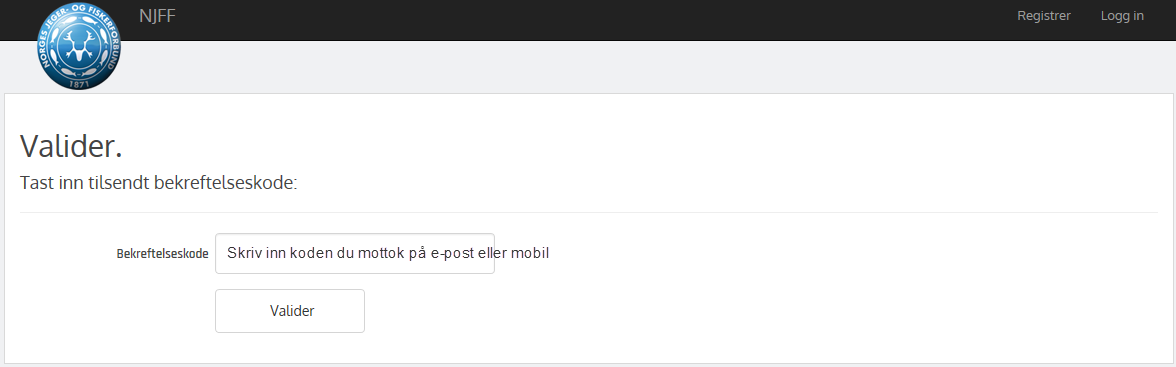 NORGES JEGER- OG FISKERFORBUND
1871
NJFF
Registrer
Logg in
Valider.
Tast inn tilsendt bekreftelseskode:
Bekreftelseskode
Skriv inn koden du mottok på e-post eller mobil
Valider